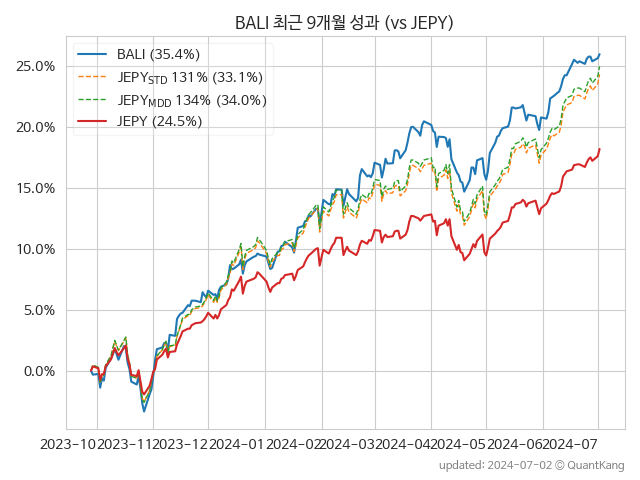 BALI 최근 9개월 성과 (vs JEPY)
BALI (35.4%)
JEPY_STD 131% (33.1%)
JEPY_MDD 134% (34.0%)
JEPY (24.5%)
25.0%
20.0%
15.0%
10.0%
5.0%
0.0%
2023-10 2023-11 2023-12 2024-01 2024-02 2024-03 2024-04 2024-05 2024-06 2024-07
updated: 2024-07-02 © QuantKang